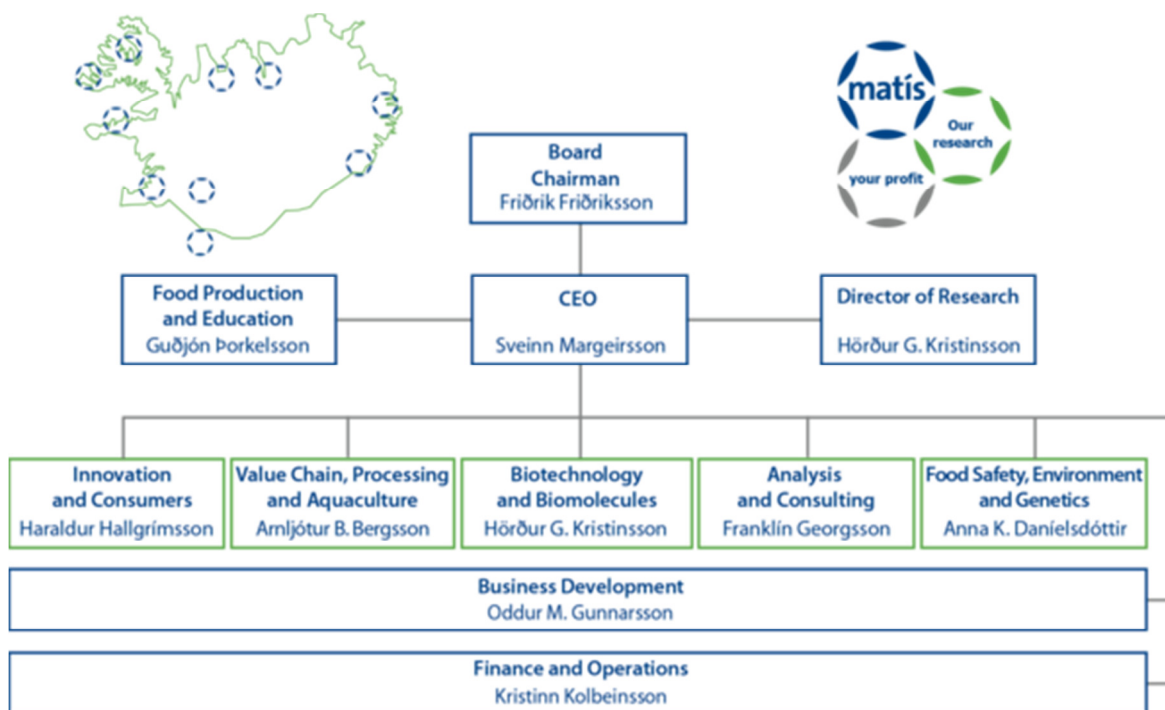 matís
Our
research
your profit
Board
Chairman
Friðrik Friðriksson
Food Production
and Education
Guðjón Þorkelsson
CEO
Sveinn Margeirsson
Director of Research
Hörður G. Kristinsson
Innovation
and Consumers
Haraldur Hallgrímsson
Value Chain, Processing
and Aquaculture
Arnljótur B. Bergsson
Biotechnology
and Biomolecules
Hörður G. Kristinsson
Analysis
and Consulting
Franklín Georgsson
Food Safety, Environment
and Genetics
Anna K. Daníelsdóttir
Business Development
Oddur M. Gunnarsson
Finance and Operations
Kristinn Kolbeinsson